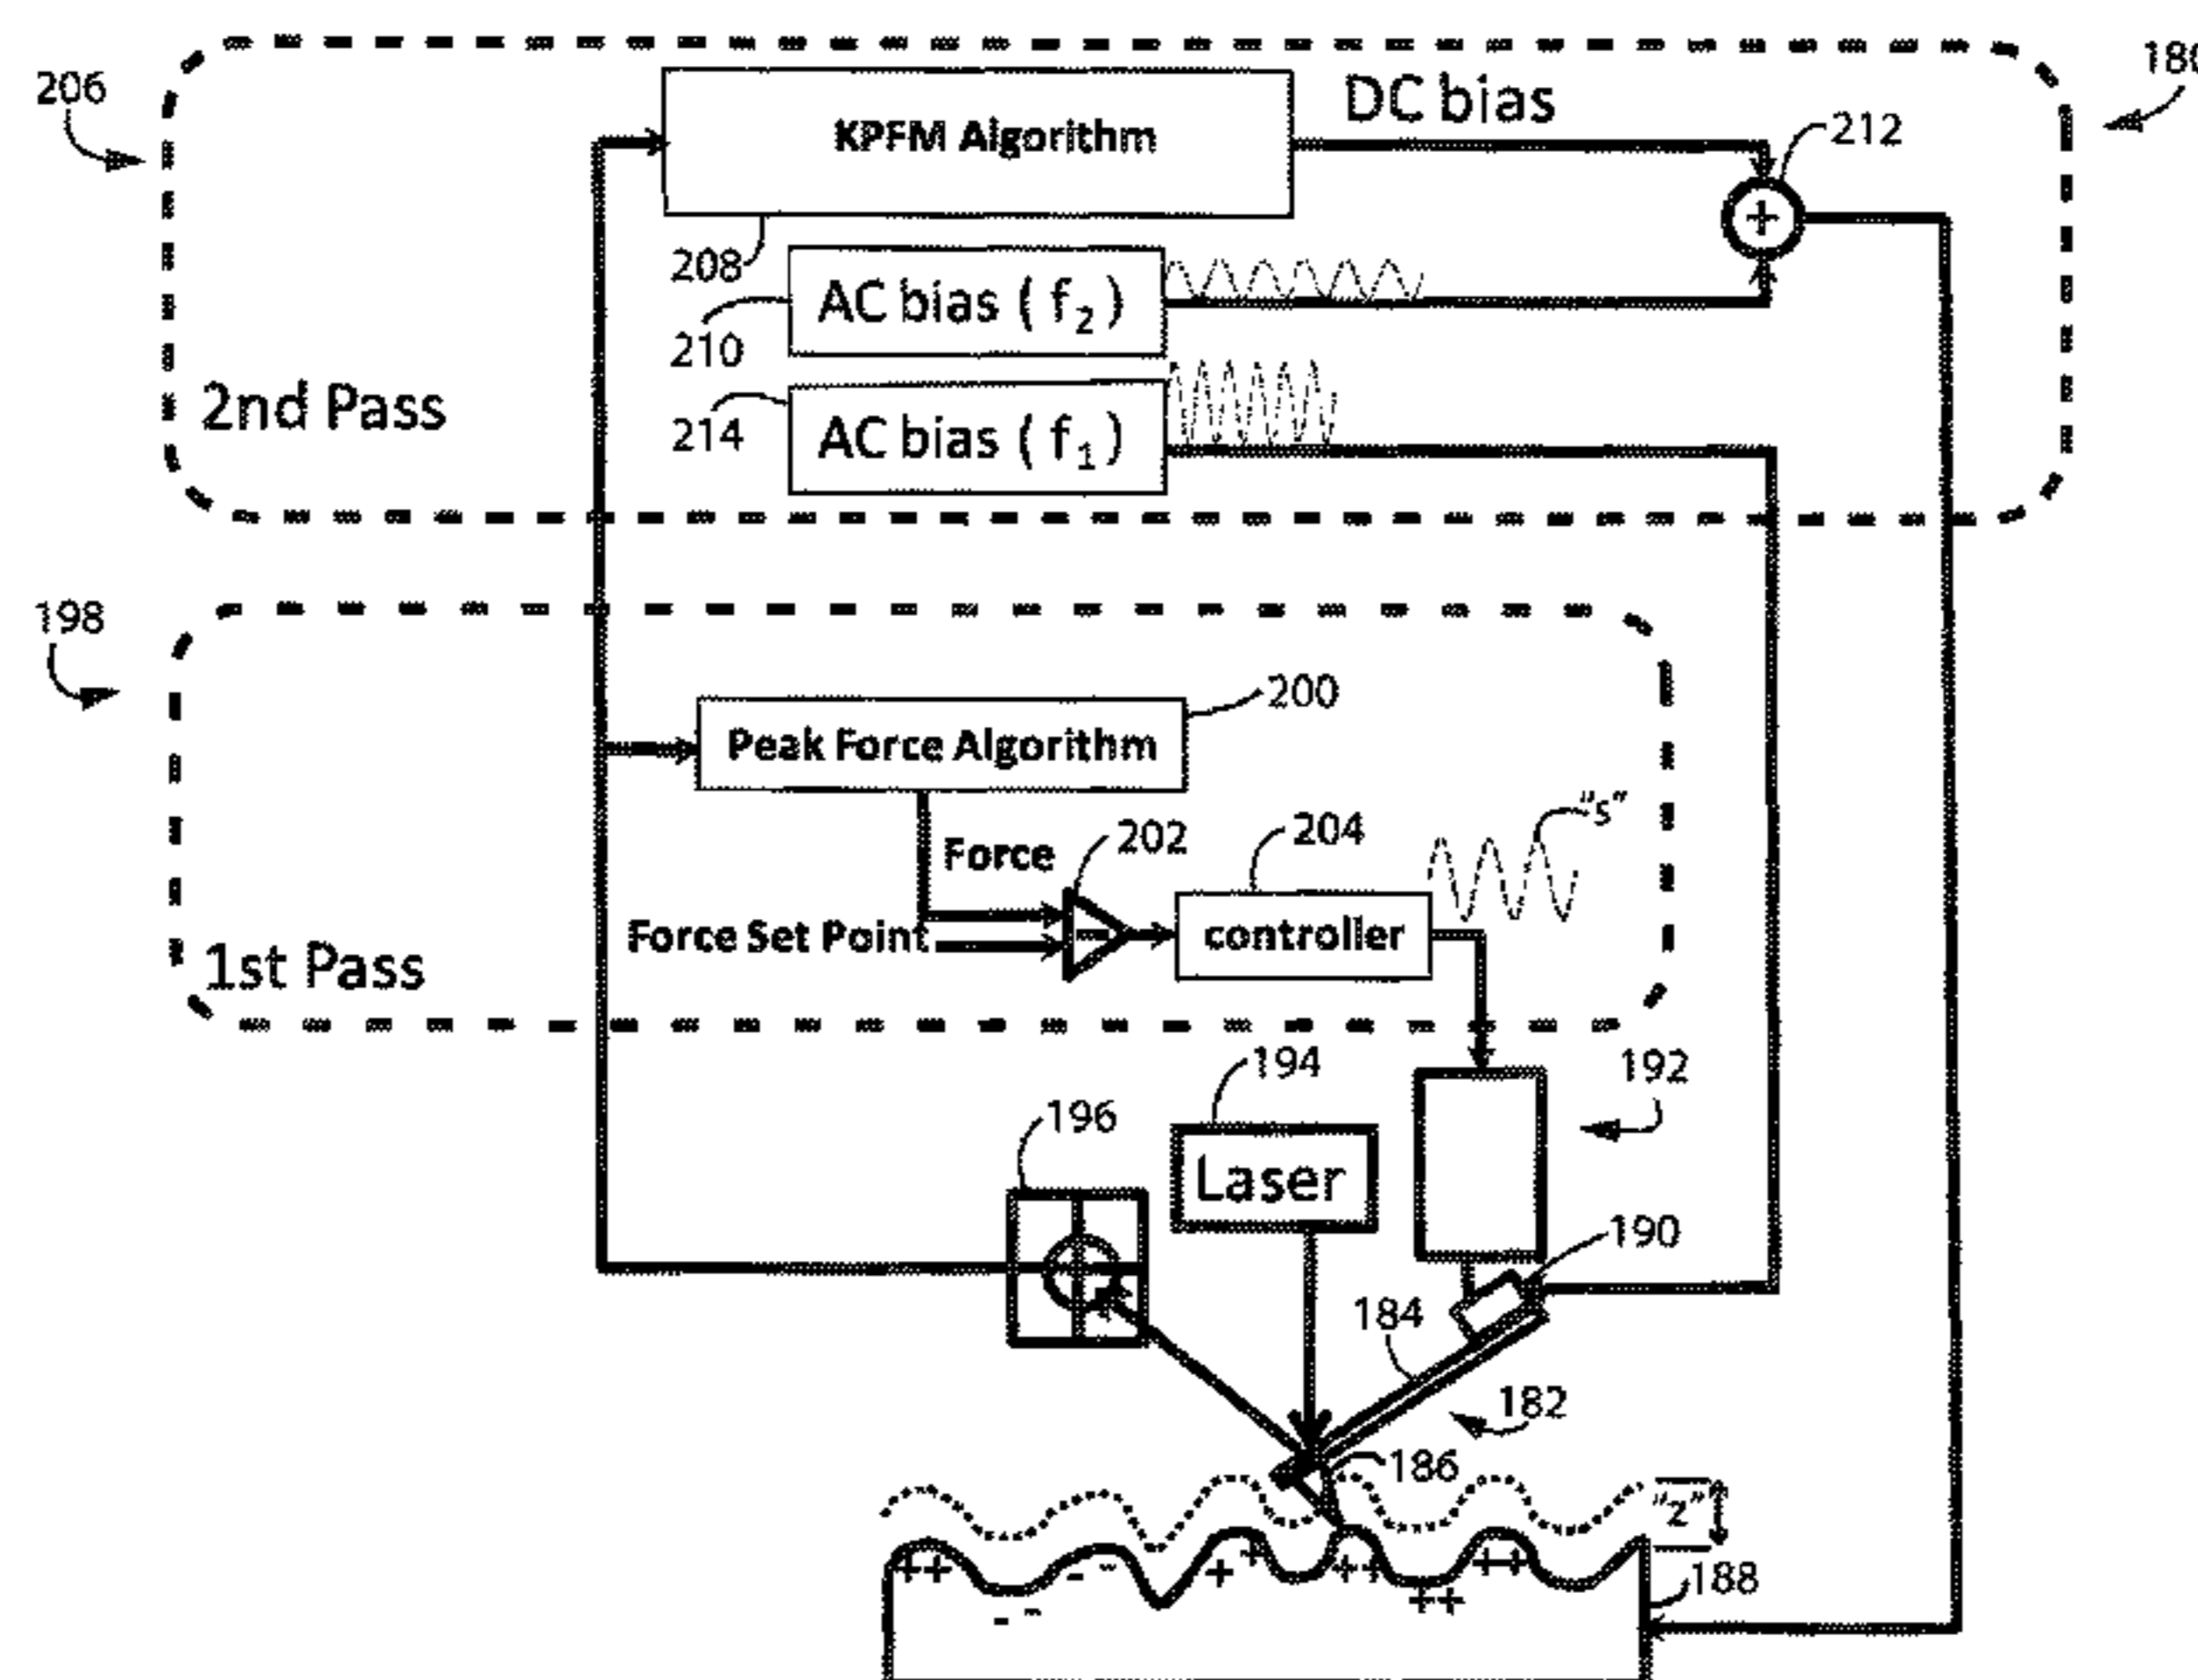 206
180
KPFM Algorithm
DC bias
212
208
AC bias ( f2 )
210
2nd Pass
214
AC bias ( f1 )
198
200
Peak Force Algorithm
"s"
Force
202
204
Force Set Point
controller
1st Pass
194
192
196
Laser
190
184
182
186
"z"
++
- -
+ +
++
++
188
- -
++